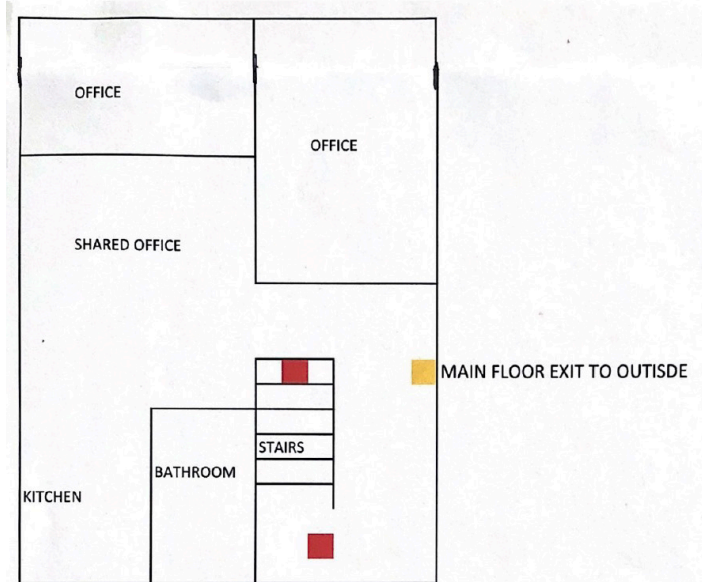 OFFICE
OFFICE
SHARED OFFICE
MAIN FLOOR EXIT TO OUTISDE
STAIRS
BATHROOM
KITCHEN